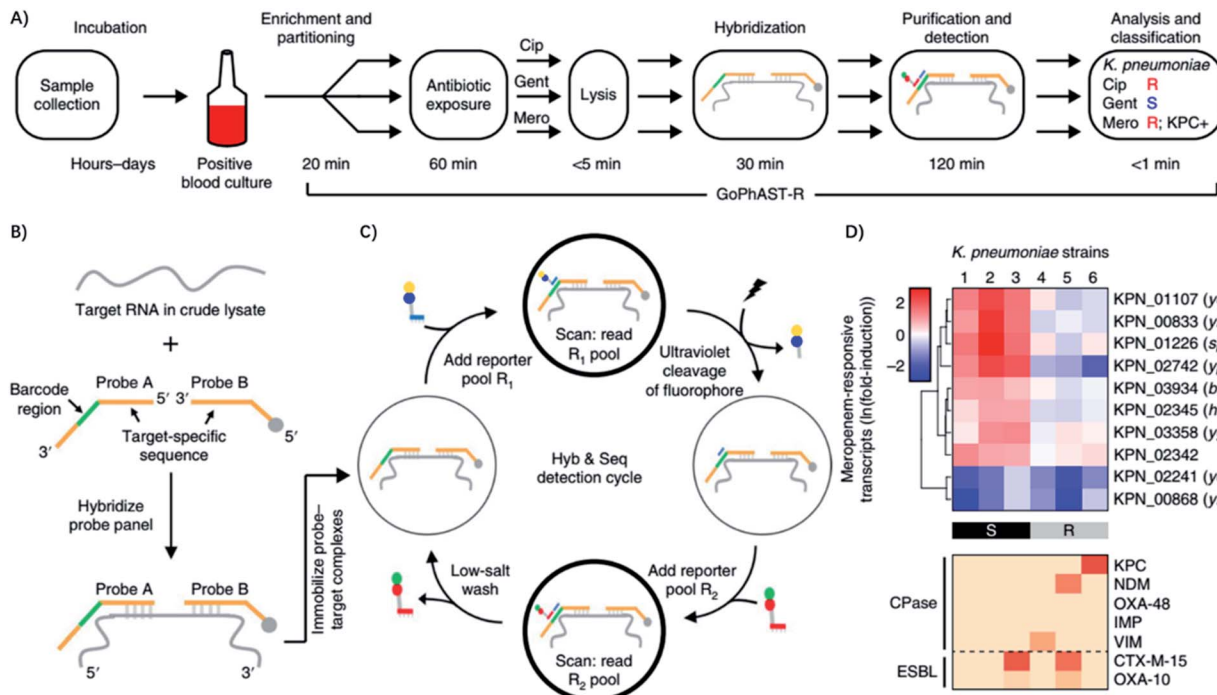 A)
Incubation
Enrichment and
partitioning
Hybridization
Purification and
detection
Analysis and
classification
Sample
collection
Antibiotic
exposure
Cip
Gent
Mero
Lysis
K. pneumoniae
Cip R
Gent S
Mero R; KPC+
Hours–days
Positive
blood culture
20 min
60 min
<5 min
30 min
120 min
<1 min
GoPhAST-R
B)
Target RNA in crude lysate
+
Barcode
region
Probe A
5′
3′
Probe B
3′
Target-specific
sequence
5′
Hybridize
probe panel
Probe A
Probe B
5′
3′
Immobilize probe–
target complexes
C)
Add reporter
pool R1
Scan: read
R1 pool
Ultraviolet
cleavage
of fluorophore
Hyb & Seq
detection cycle
Add reporter
pool R2
Scan: read
R2 pool
Low-salt
wash
D)
K. pneumoniae strains
1 2 3 4 5 6
Meropenem-responsive
transcripts (ln(fold-induction))
2
0
−2
KPN_01107 (y
KPN_00833 (y
KPN_01226 (s
KPN_02742 (y
KPN_03934 (b
KPN_02345 (h
KPN_03358 (y
KPN_02342
KPN_02241 (y
KPN_00868 (y
S
R
CPase
KPC
NDM
OXA-48
IMP
VIM
ESBL
CTX-M-15
OXA-10